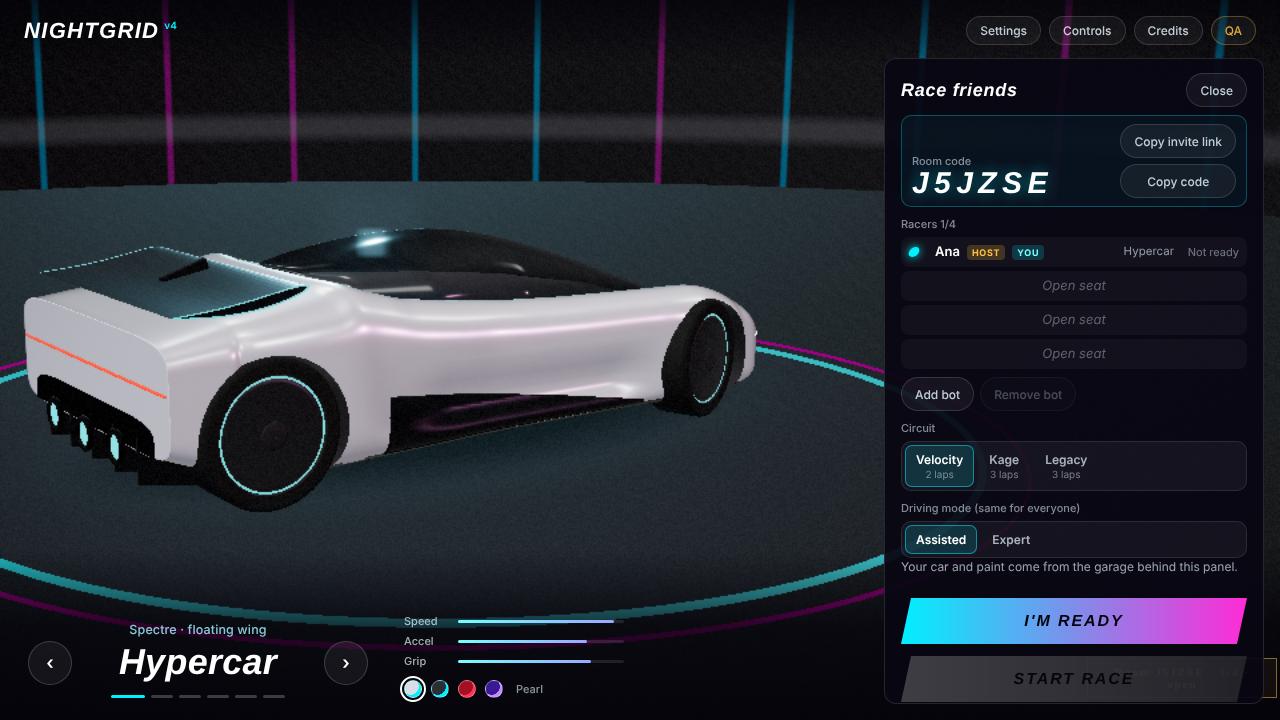 NIGHTGRID v4
Settings
Controls
Credits
QA
Race friends
Close
Room code
J5JZSE
Copy invite link
Copy code
Racers 1/4
Ana HOST YOU Hypercar Not ready
Open seat
Open seat
Open seat
Add bot
Remove bot
Circuit
Velocity
2 laps
Kage
3 laps
Legacy
3 laps
Driving mode (same for everyone)
Assisted
Expert
Your car and paint come from the garage behind this panel.
I'M READY
START RACE
Spectre · floating wing
‹
Hypercar
›
Speed
Accel
Grip
Pearl